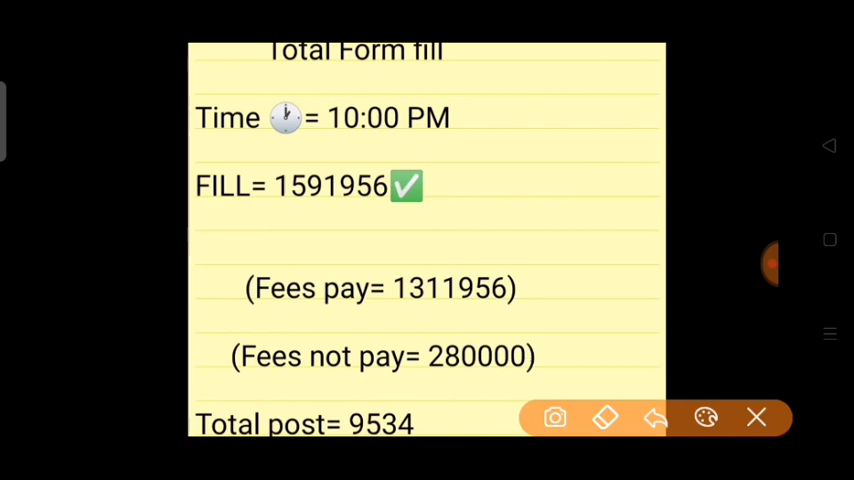 Total Form fill
Time 🕐= 10:00 PM
FILL= 1591956✅
(Fees pay= 1311956)
(Fees not pay= 280000)
Total post= 9534